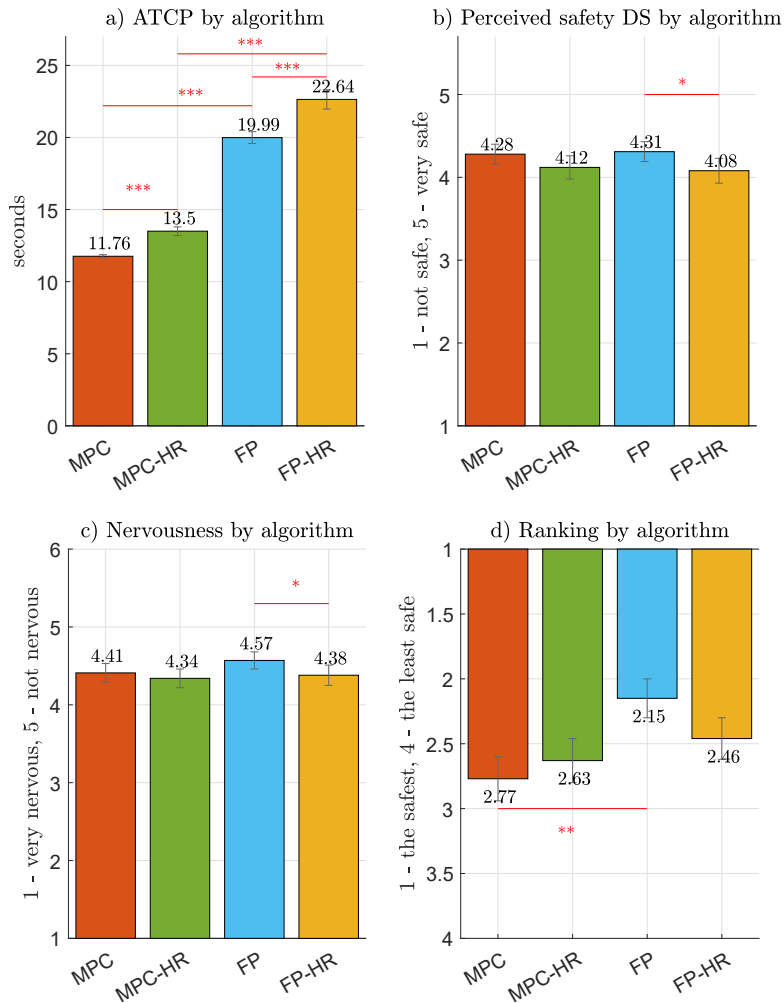 a) ATCP by algorithm
seconds
25
20
15
10
5
0
***
***
***
***
11.76
13.5
19.99
22.64
MPC
MPC-HR
FP
FP-HR
b) Perceived safety DS by algorithm
1 - not safe, 5 - very safe
5
4
3
2
1
*
4.28
4.12
4.31
4.08
MPC
MPC-HR
FP
FP-HR
c) Nervousness by algorithm
1 - very nervous, 5 - not nervous
6
5
4
3
2
1
*
4.41
4.34
4.57
4.38
MPC
MPC-HR
FP
FP-HR
d) Ranking by algorithm
1 - the safest, 4 - the least safe
1
1.5
2
2.5
3
3.5
4
2.77
2.63
2.15
2.46
**
MPC
MPC-HR
FP
FP-HR